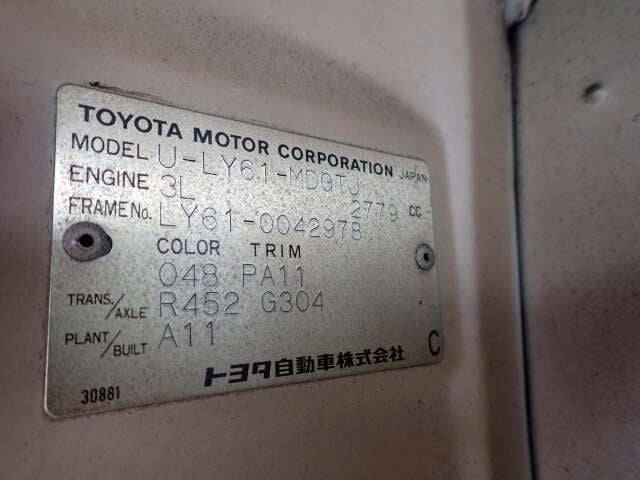 TOYOTA MOTOR CORPORATION JAPAN
MODEL U-LY61-MDGTJ
ENGINE 3L 2779 CC
FRAME No. LY61-0042978
COLOR TRIM
048 PA11
TRANS./AXLE R452 G304
PLANT/BUILT A11
トヨタ自動車株式会社 C
30881